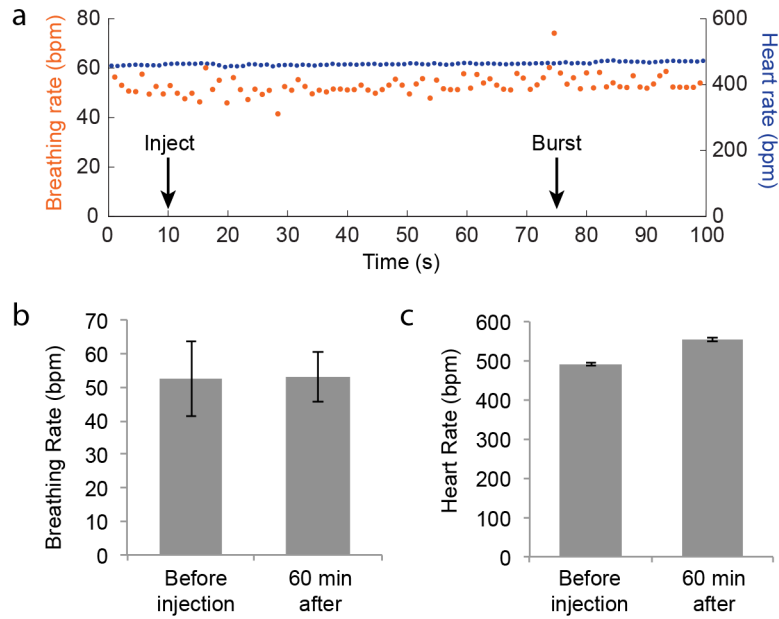 a
Breathing rate (bpm)
80
60
40
20
0
Inject
Burst
600
400
200
0
Heart rate
(bpm)
0 10 20 30 40 50 60 70 80 90 100
Time (s)
b
Breathing Rate (bpm)
70
60
50
40
30
20
10
0
Before
injection
60 min
after
c
Heart Rate (bpm)
600
500
400
300
200
100
0
Before
injection
60 min
after